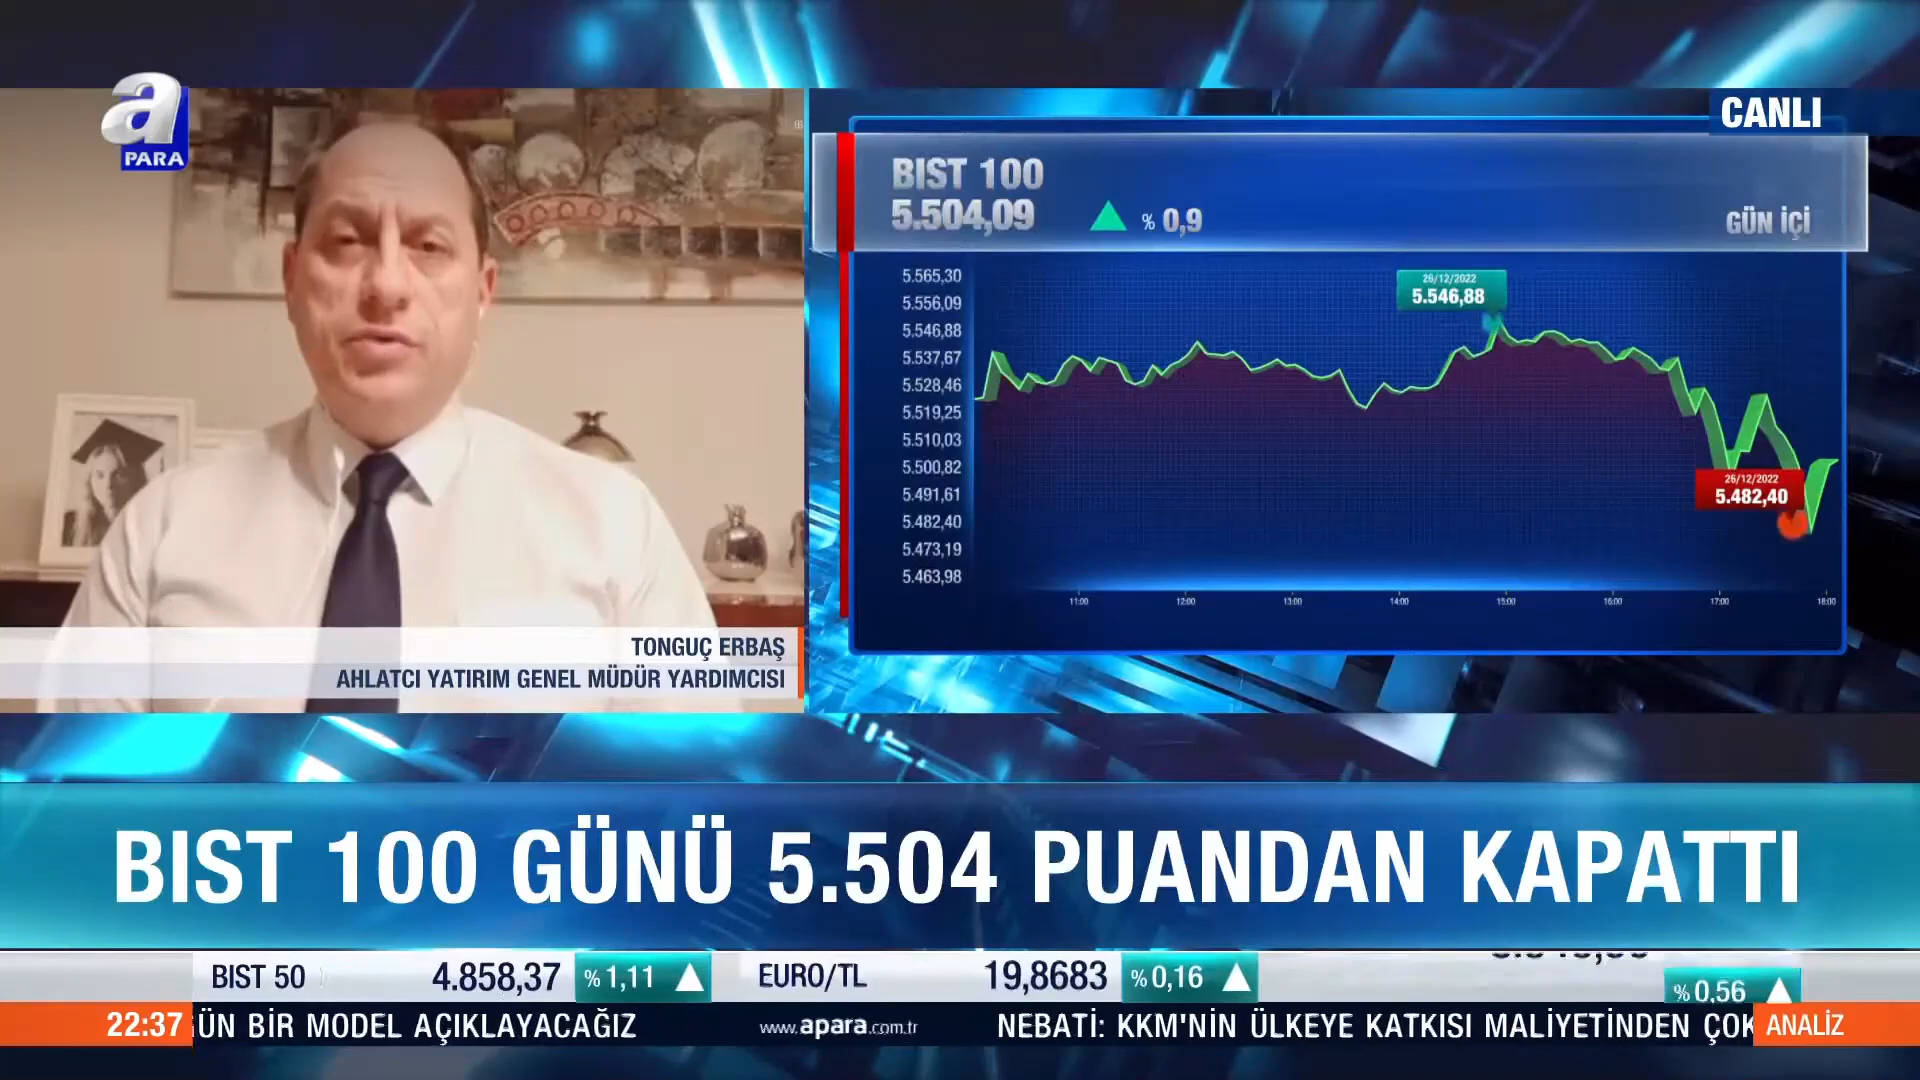 a
PARA
CANLI
BIST 100
5.504,09
% 0,9
GÜN İÇİ
5.565,30
5.556,09
5.546,88
5.537,67
5.528,46
5.519,25
5.510,03
5.500,82
5.491,61
5.482,40
5.473,19
5.463,98
26/12/2022
5.546,88
26/12/2022
5.482,40
11:00
12:00
13:00
14:00
15:00
16:00
17:00
18:00
TONGUÇ ERBAŞ
AHLATCI YATIRIM GENEL MÜDÜR YARDIMCISI
BIST 100 GÜNÜ 5.504 PUANDAN KAPATTI
BIST 50 4.858,37 %1,11
EURO/TL 19,8683 %0,16
%0,56
22:37
ÜN BİR MODEL AÇIKLAYACAĞIZ
www.apara.com.tr
NEBATİ: KKM'NİN ÜLKEYE KATKISI MALİYETİNDEN ÇOK
ANALİZ